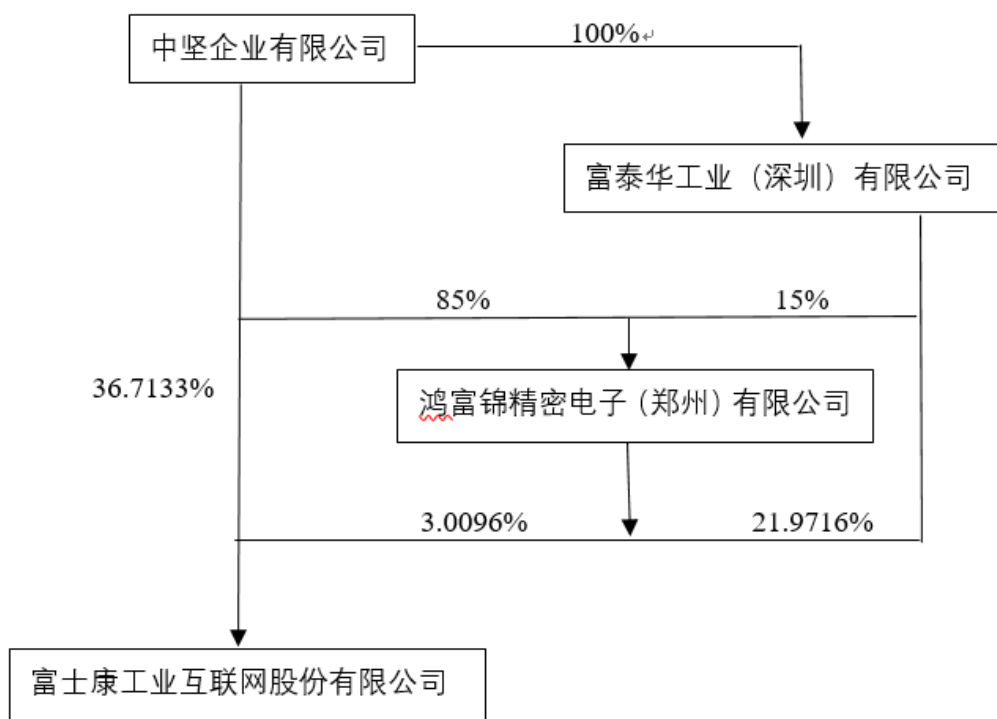 中坚企业有限公司
100%↵
富泰华工业（深圳）有限公司
85%
15%
36.7133%
鸿富锦精密电子（郑州）有限公司
3.0096%
21.9716%
富士康工业互联网股份有限公司